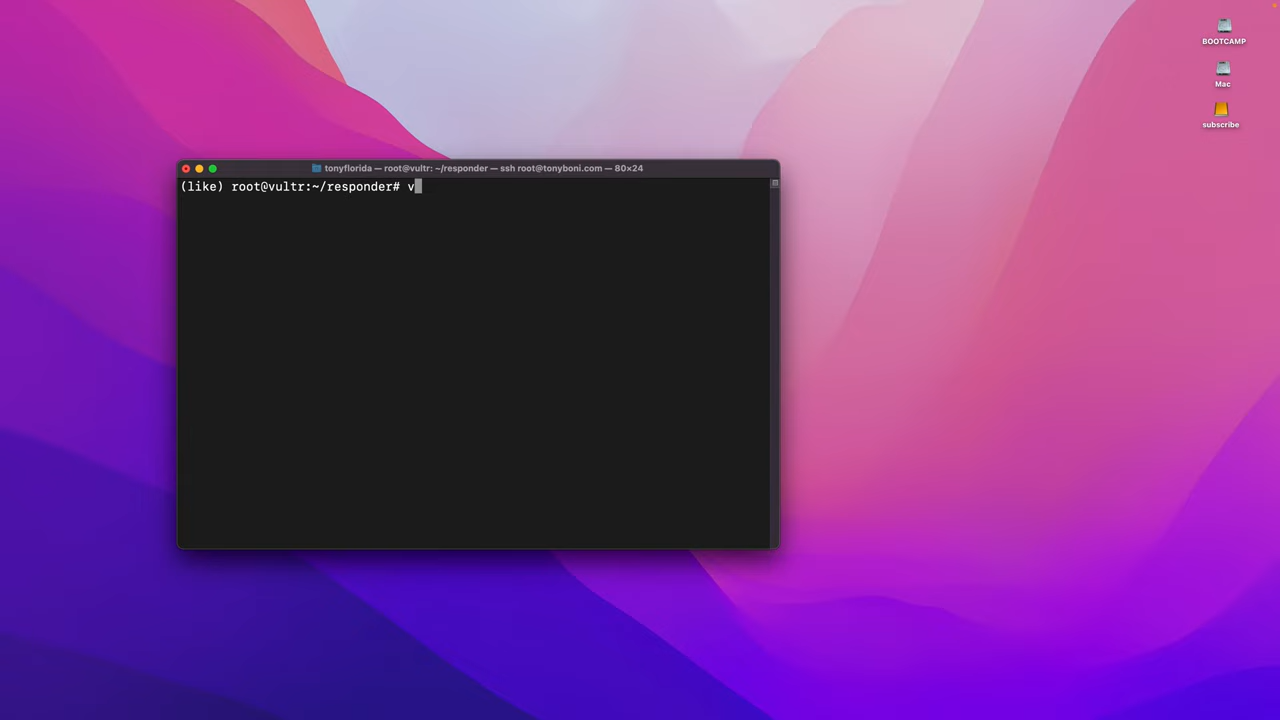 BOOTCAMP
Mac
subscribe
tonyflorida — root@vultr: ~/responder — ssh root@tonyboni.com — 80×24
(like) root@vultr:~/responder# v